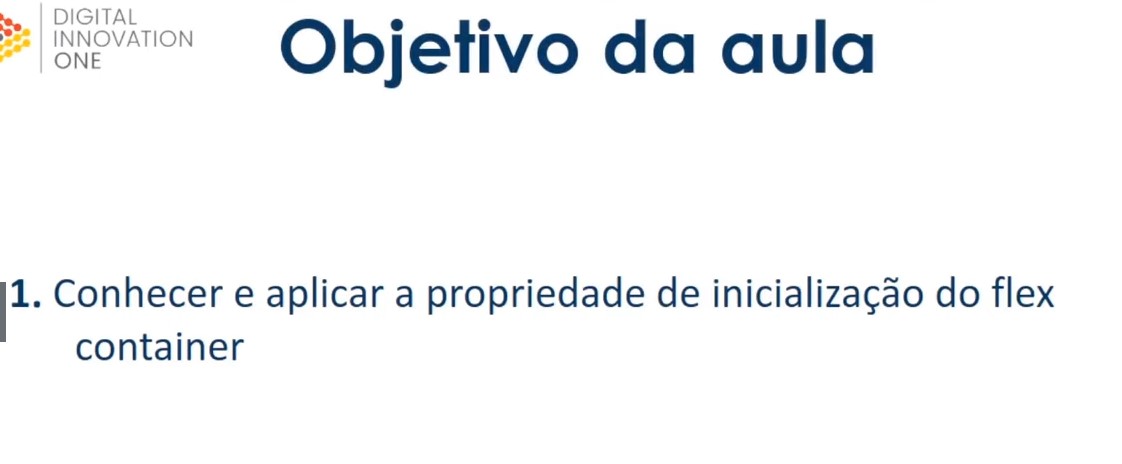 DIGITAL
INNOVATION
ONE
Objetivo da aula
1. Conhecer e aplicar a propriedade de inicialização do flex
container